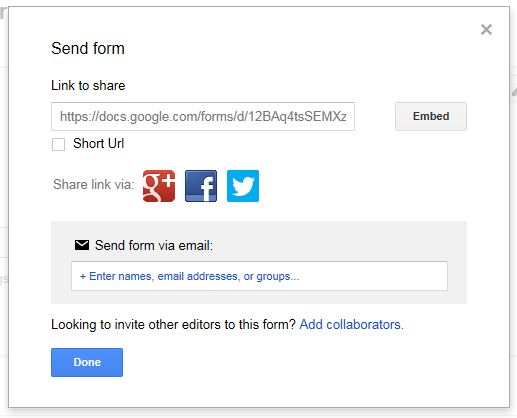 Send form
Link to share
https://docs.google.com/forms/d/12BAq4tsSEMXz
Embed
Short Url
Share link via:
Send form via email:
+ Enter names, email addresses, or groups...
Looking to invite other editors to this form? Add collaborators.
Done